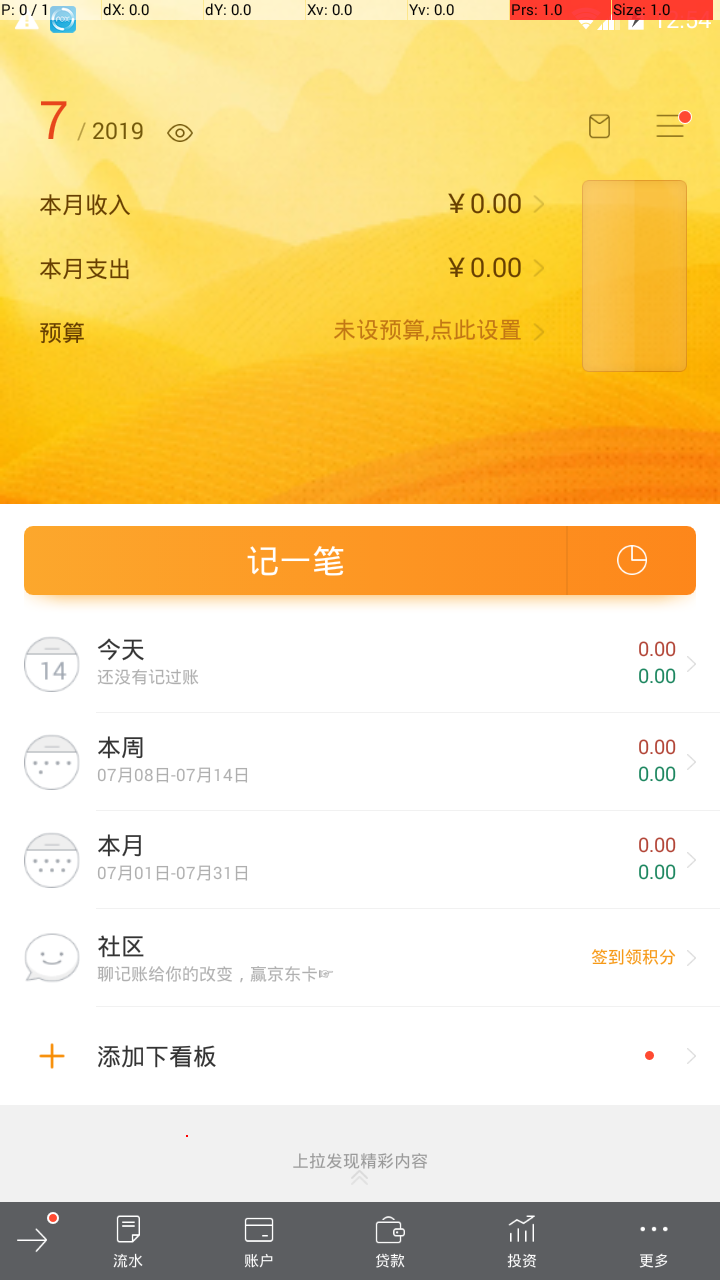 P: 0 / 1 dX: 0.0 dY: 0.0 Xv: 0.0 Yv: 0.0 Prs: 1.0 Size: 1.0
12:54
7 / 2019
本月收入 ¥0.00
本月支出 ¥0.00
预算 未设预算,点此设置
记一笔
14 今天 0.00
还没有记过账 0.00
本周 0.00
07月08日-07月14日 0.00
本月 0.00
07月01日-07月31日 0.00
社区 签到领积分
聊记账给你的改变，赢京东卡☞
添加下看板
上拉发现精彩内容
流水 账户 贷款 投资 更多